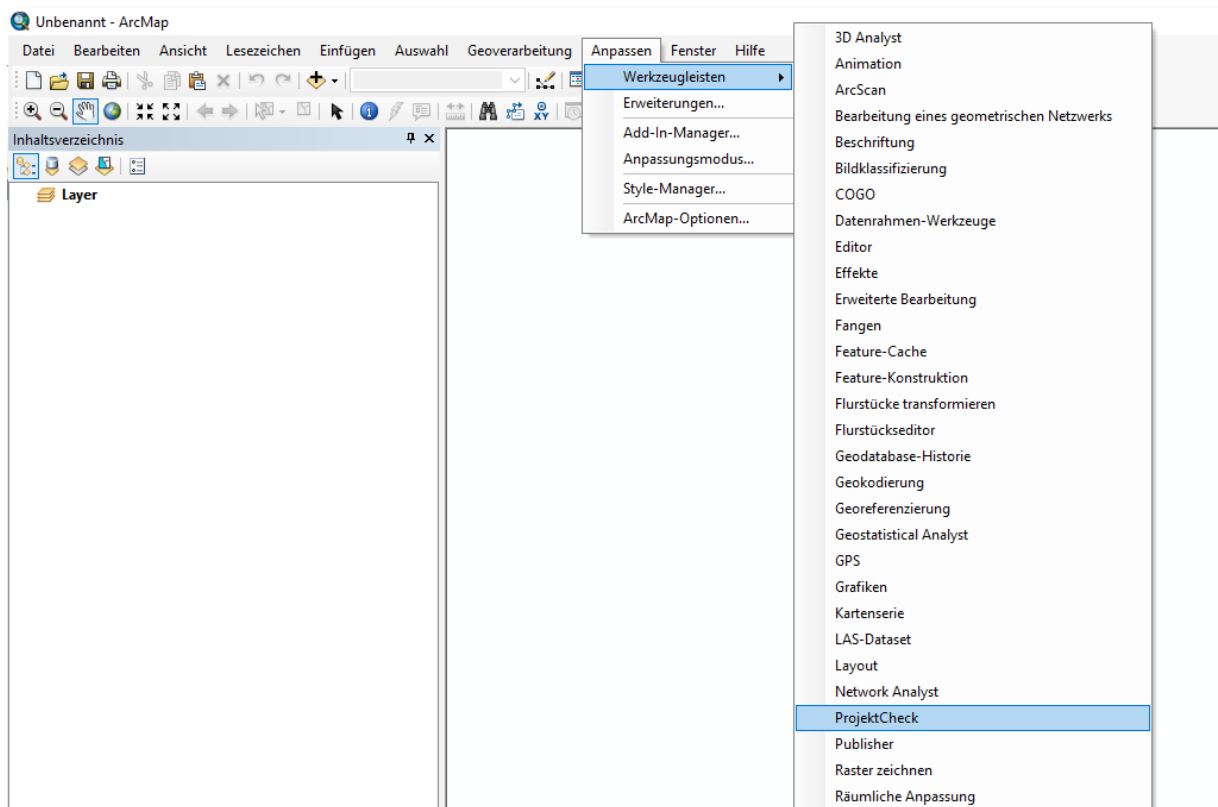 Unbenannt - ArcMap
Datei Bearbeiten Ansicht Lesezeichen Einfügen Auswahl Geoverarbeitung Anpassen Fenster Hilfe
Inhaltsverzeichnis
Layer
Werkzeugleisten
Erweiterungen...
Add-In-Manager...
Anpassungsmodus...
Style-Manager...
ArcMap-Optionen...
3D Analyst
Animation
ArcScan
Bearbeitung eines geometrischen Netzwerks
Beschriftung
Bildklassifizierung
COGO
Datenrahmen-Werkzeuge
Editor
Effekte
Erweiterte Bearbeitung
Fangen
Feature-Cache
Feature-Konstruktion
Flurstücke transformieren
Flurstückseditor
Geodatabase-Historie
Geokodierung
Georeferenzierung
Geostatistical Analyst
GPS
Grafiken
Kartenserie
LAS-Dataset
Layout
Network Analyst
ProjektCheck
Publisher
Raster zeichnen
Räumliche Anpassung